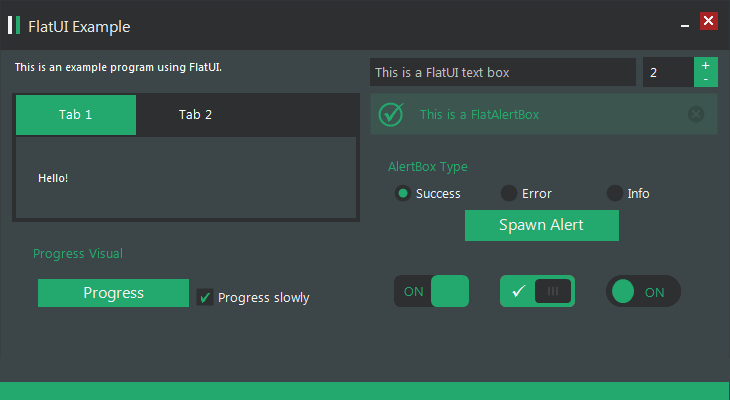 FlatUI Example
This is an example program using FlatUI.
Tab 1
Tab 2
Hello!
Progress Visual
Progress
Progress slowly
This is a FlatUI text box
2
+
-
This is a FlatAlertBox
AlertBox Type
Success
Error
Info
Spawn Alert
ON
ON